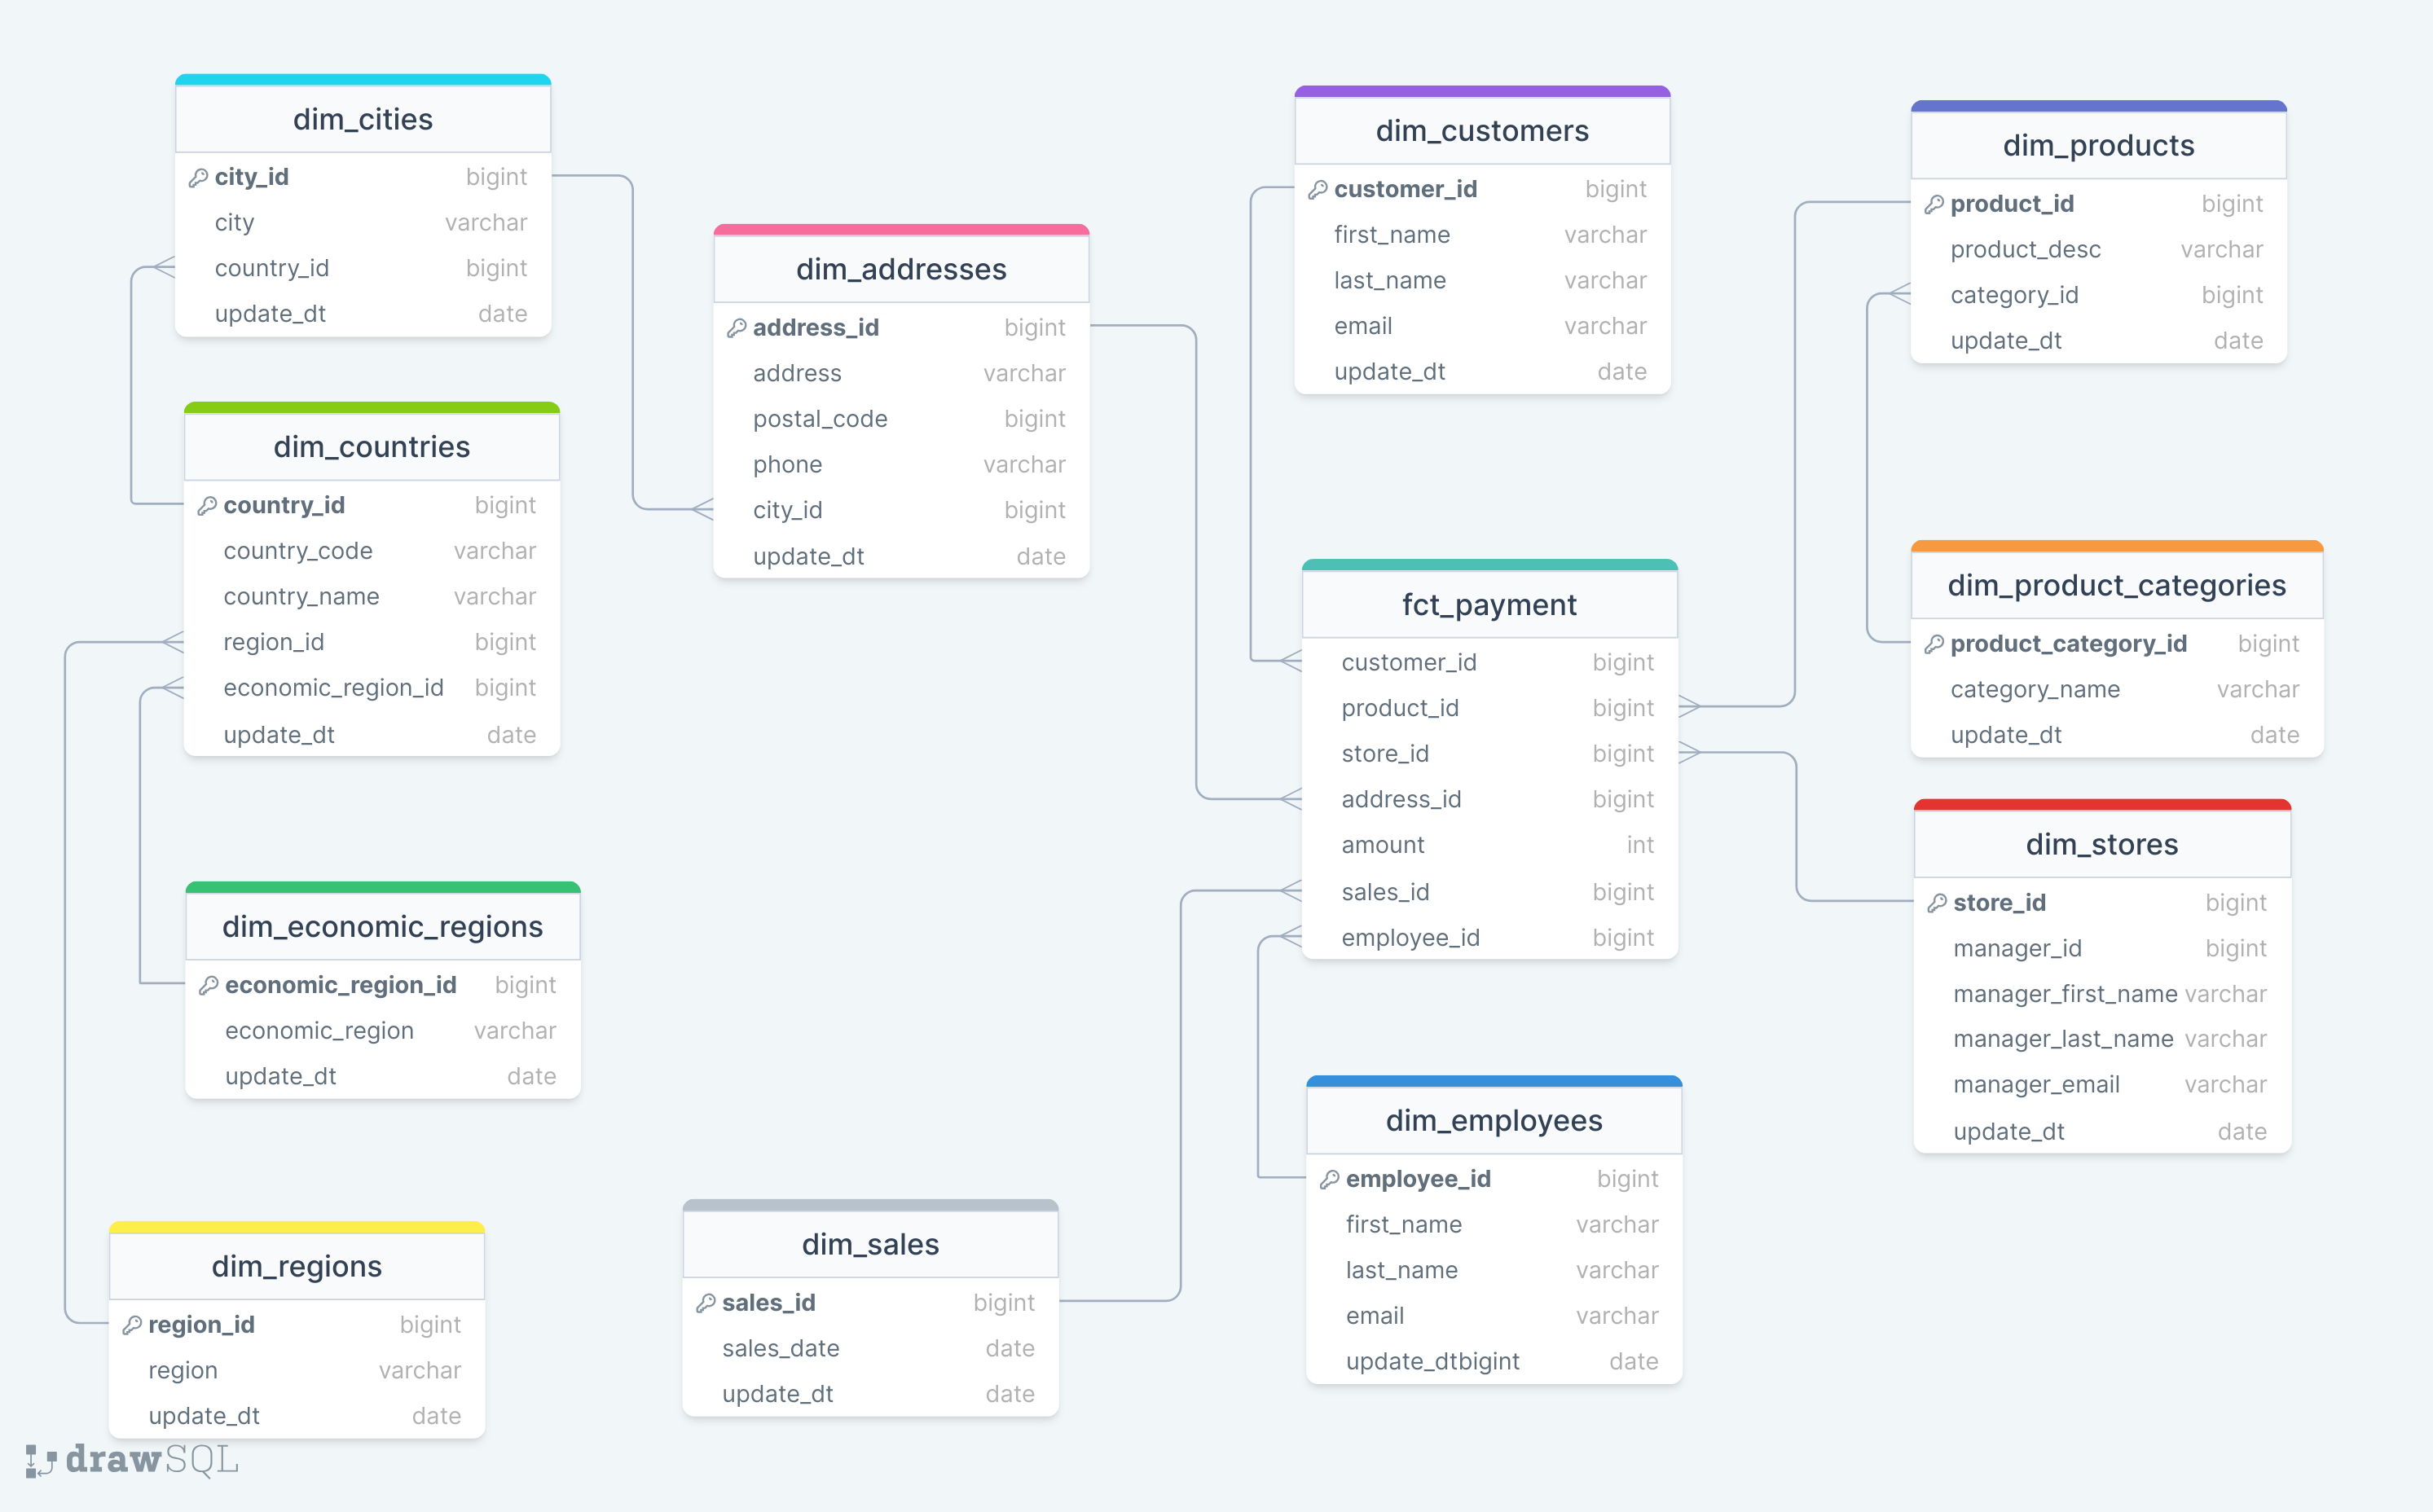 dim_cities
city_id bigint
city varchar
country_id bigint
update_dt date
dim_countries
country_id bigint
country_code varchar
country_name varchar
region_id bigint
economic_region_id bigint
update_dt date
dim_economic_regions
economic_region_id bigint
economic_region varchar
update_dt date
dim_regions
region_id bigint
region varchar
update_dt date
dim_addresses
address_id bigint
address varchar
postal_code bigint
phone varchar
city_id bigint
update_dt date
dim_sales
sales_id bigint
sales_date date
update_dt date
dim_customers
customer_id bigint
first_name varchar
last_name varchar
email varchar
update_dt date
fct_payment
customer_id bigint
product_id bigint
store_id bigint
address_id bigint
amount int
sales_id bigint
employee_id bigint
dim_employees
employee_id bigint
first_name varchar
last_name varchar
email varchar
update_dtbigint date
dim_products
product_id bigint
product_desc varchar
category_id bigint
update_dt date
dim_product_categories
product_category_id bigint
category_name varchar
update_dt date
dim_stores
store_id bigint
manager_id bigint
manager_first_name varchar
manager_last_name varchar
manager_email varchar
update_dt date
drawSQL